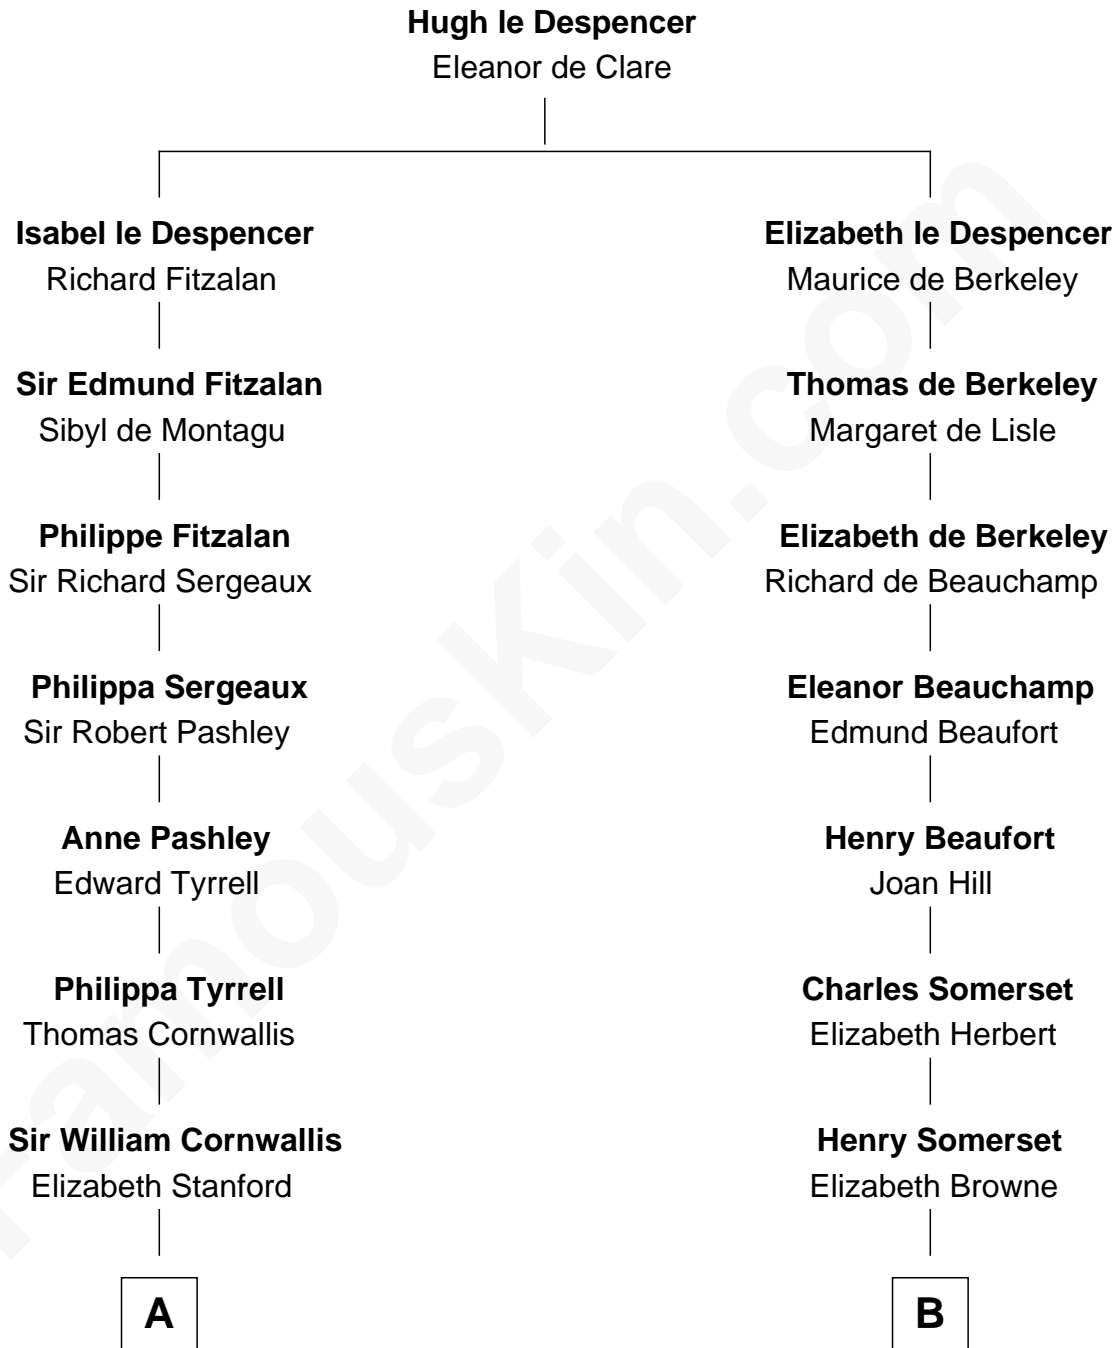 Hugh le Despencer
Eleanor de Clare
Isabel le Despencer
Richard Fitzalan
Elizabeth le Despencer
Maurice de Berkeley
Sir Edmund Fitzalan
Sibyl de Montagu
Thomas de Berkeley
Margaret de Lisle
Philippe Fitzalan
Sir Richard Sergeaux
Elizabeth de Berkeley
Richard de Beauchamp
Philippa Sergeaux
Sir Robert Pashley
Eleanor Beauchamp
Edmund Beaufort
Anne Pashley
Edward Tyrrell
Henry Beaufort
Joan Hill
Philippa Tyrrell
Thomas Cornwallis
Charles Somerset
Elizabeth Herbert
Sir William Cornwallis
Elizabeth Stanford
Henry Somerset
Elizabeth Browne
A
B
FamousKin.com